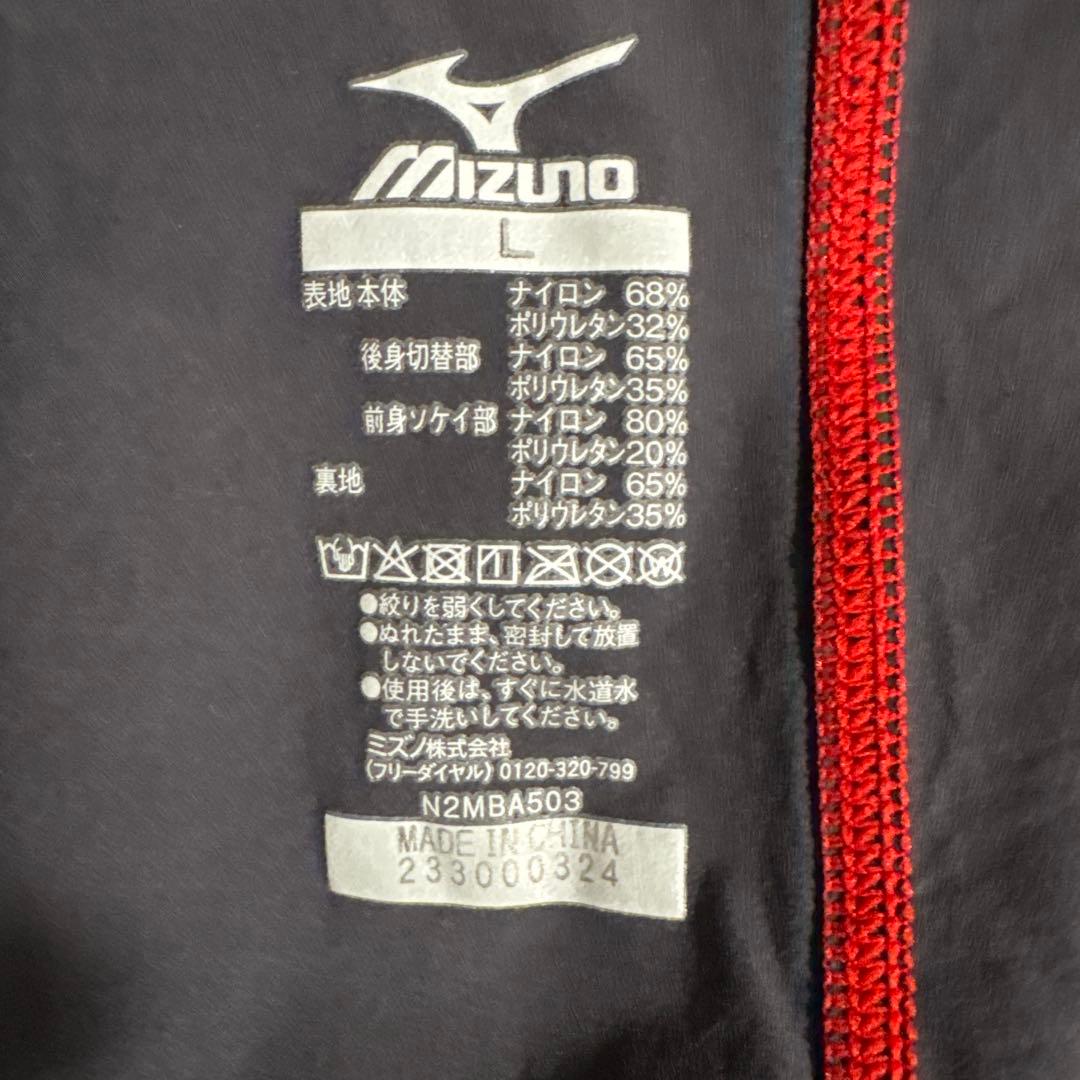 MIZUNO
L
表地 本体 ナイロン 68%
ポリウレタン32%
後身切替部 ナイロン 65%
ポリウレタン35%
前身ソケイ部 ナイロン 80%
ポリウレタン20%
裏地 ナイロン 65%
ポリウレタン35%
●絞りを弱くしてください。
●ぬれたまま、密封して放置
しないでください。
●使用後は、すぐに水道水
で手洗いしてください。
ミズノ株式会社
(フリーダイヤル) 0120-320-799
N2MBA503
MADE IN CHINA
233000324